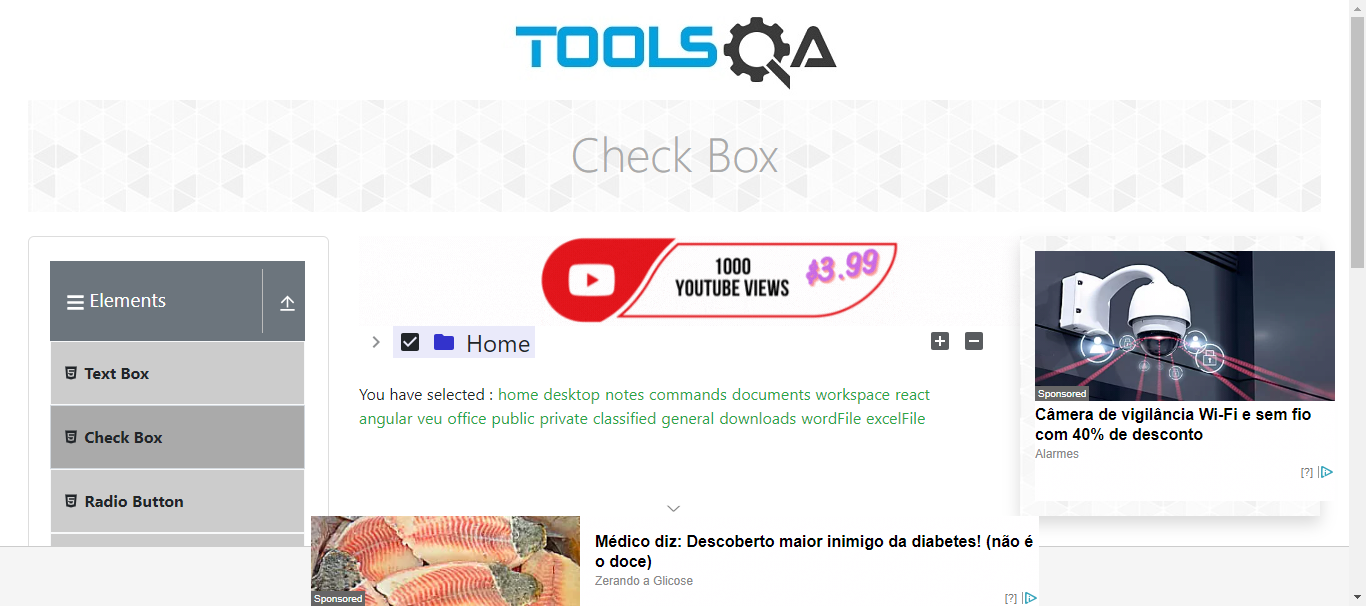 TOOLSQA
Check Box
Elements
Text Box
Check Box
Radio Button
1000
YOUTUBE VIEWS
$3.99
Home
You have selected : home desktop notes commands documents workspace react
angular veu office public private classified general downloads wordFile excelFile
Sponsored
Câmera de vigilância Wi-Fi e sem fio
com 40% de desconto
Alarmes
[?]
Médico diz: Descoberto maior inimigo da diabetes! (não é
o doce)
Zerando a Glicose
Sponsored
[?]